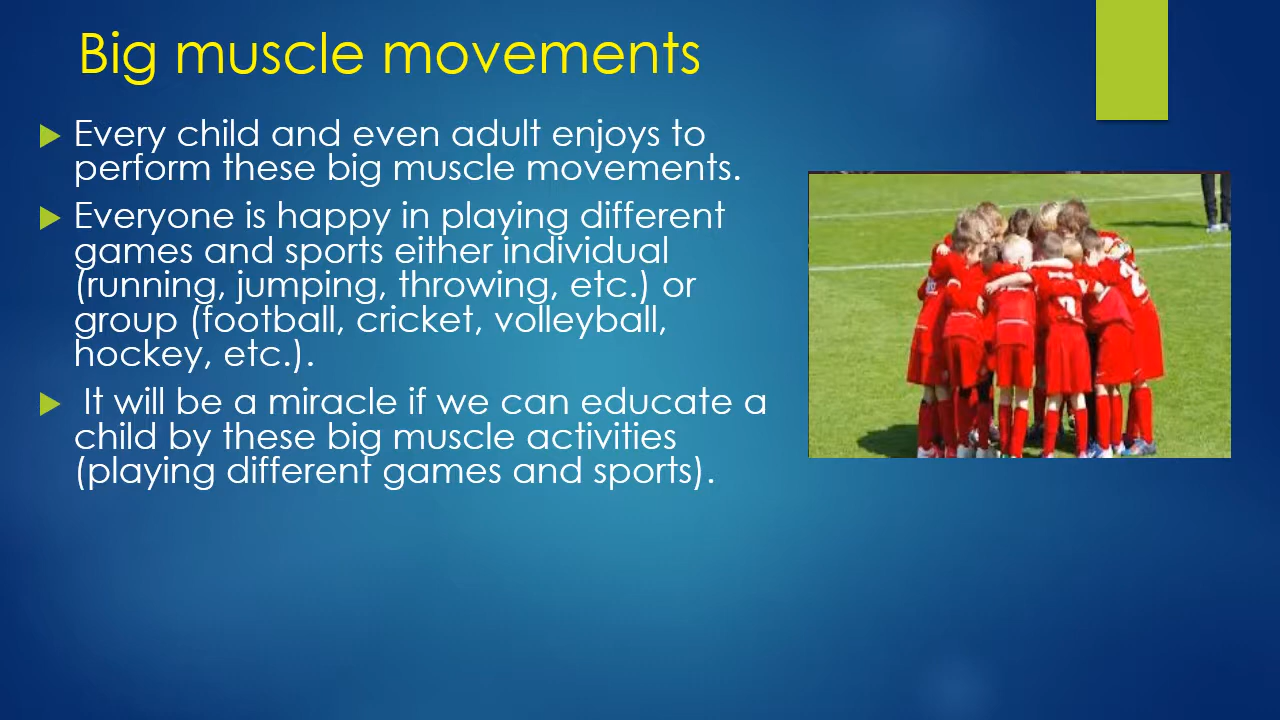 Big muscle movements
Every child and even adult enjoys to
perform these big muscle movements.
Everyone is happy in playing different
games and sports either individual
(running, jumping, throwing, etc.) or
group (football, cricket, volleyball,
hockey, etc.).
It will be a miracle if we can educate a
child by these big muscle activities
(playing different games and sports).